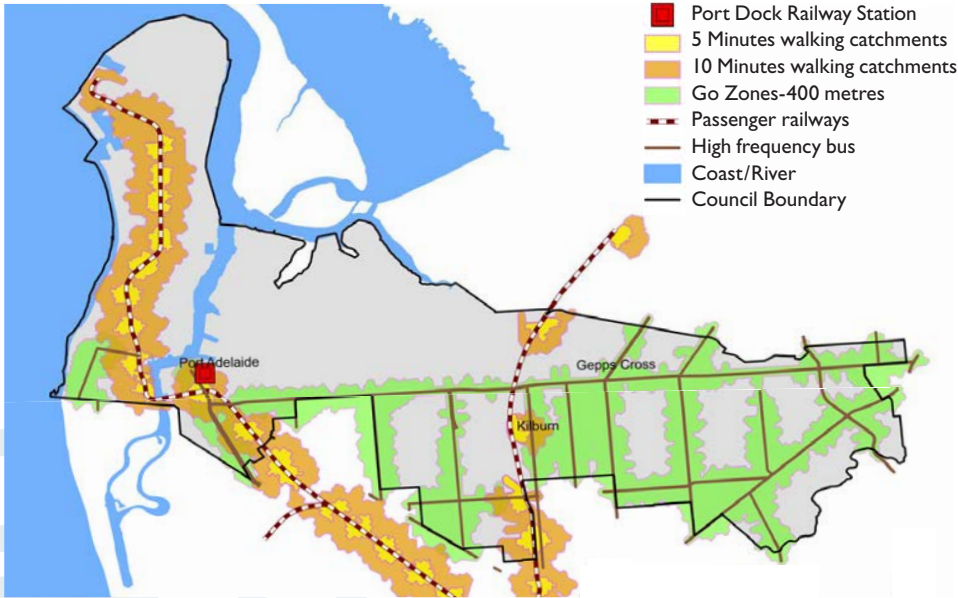 Port Dock Railway Station
5 Minutes walking catchments
10 Minutes walking catchments
Go Zones-400 metres
Passenger railways
High frequency bus
Coast/River
Council Boundary
Port Adelaide
Gepps Cross
Kilburn